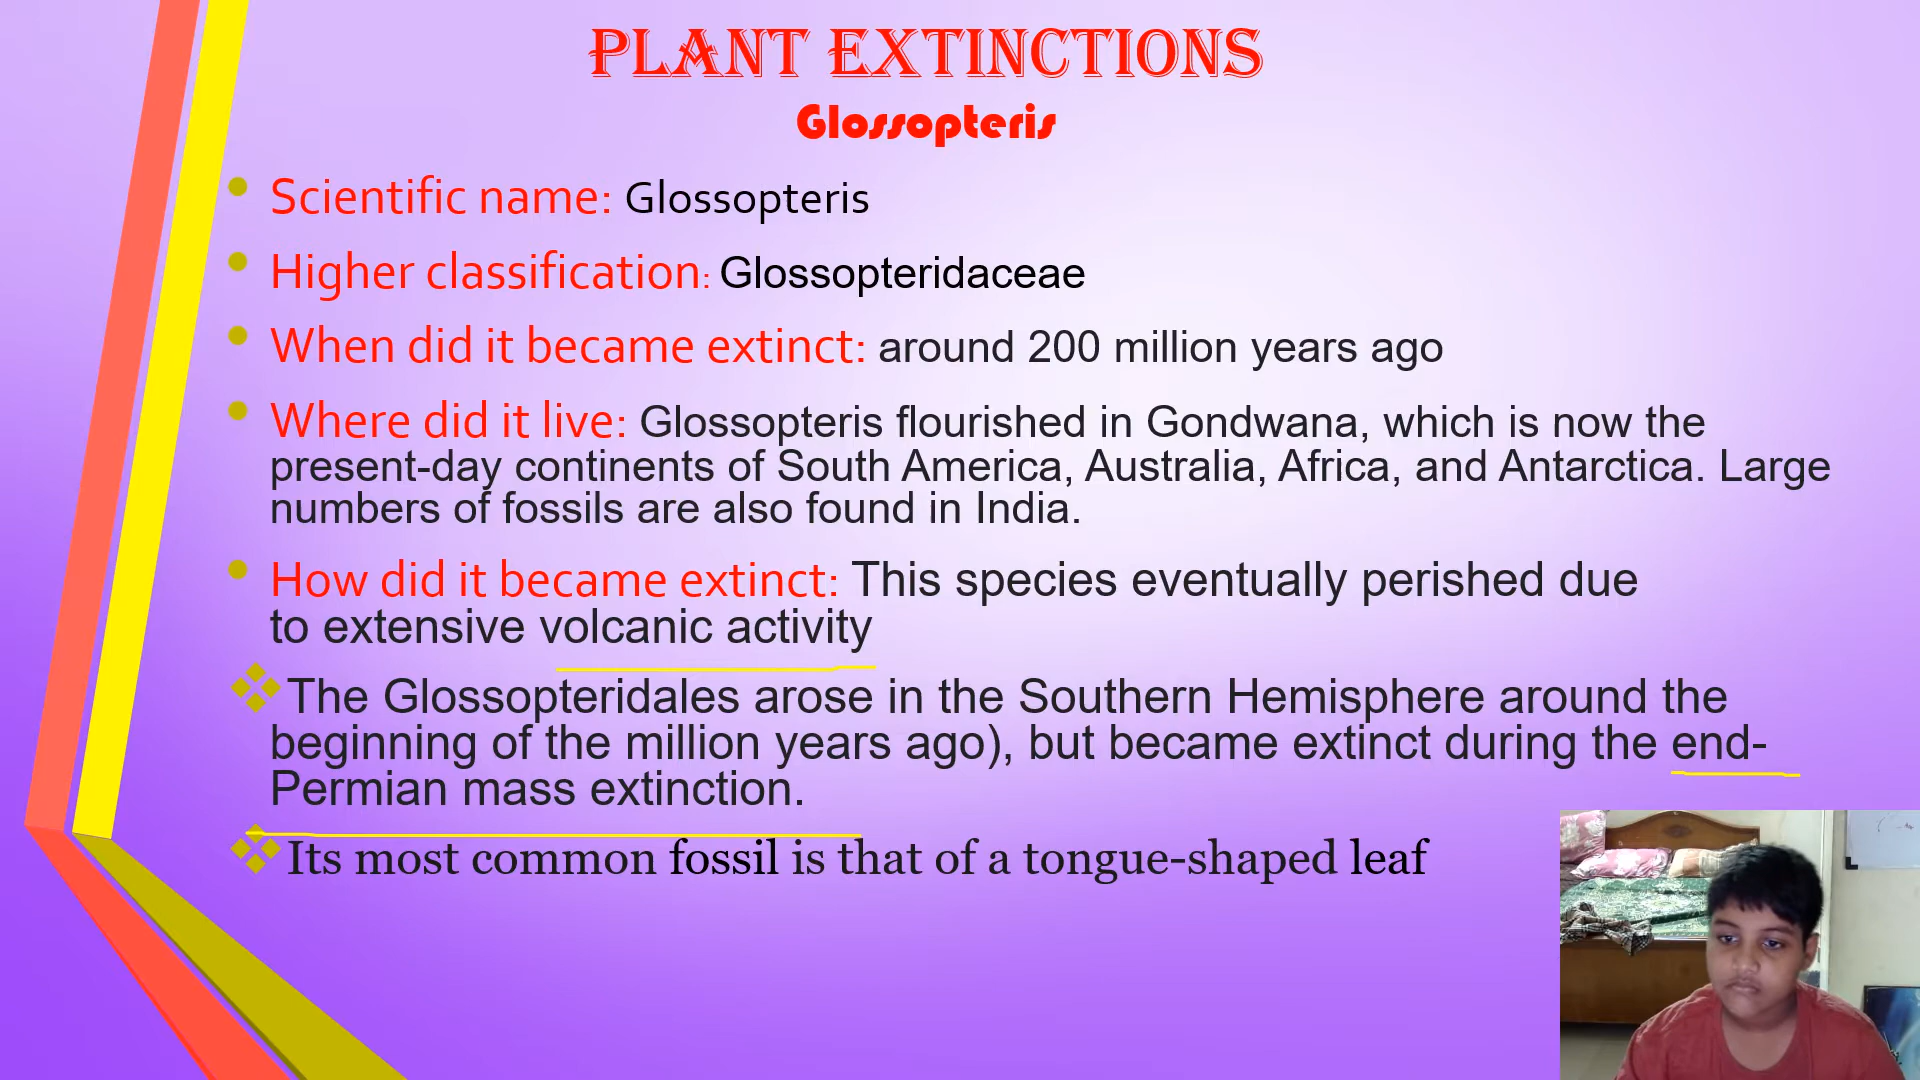 PLANT EXTINCTIONS
Glossopteris
Scientific name: Glossopteris
Higher classification: Glossopteridaceae
When did it became extinct: around 200 million years ago
Where did it live: Glossopteris flourished in Gondwana, which is now the
present-day continents of South America, Australia, Africa, and Antarctica. Large
numbers of fossils are also found in India.
How did it became extinct: This species eventually perished due
to extensive volcanic activity
The Glossopteridales arose in the Southern Hemisphere around the
beginning of the million years ago), but became extinct during the end-
Permian mass extinction.
Its most common fossil is that of a tongue-shaped leaf